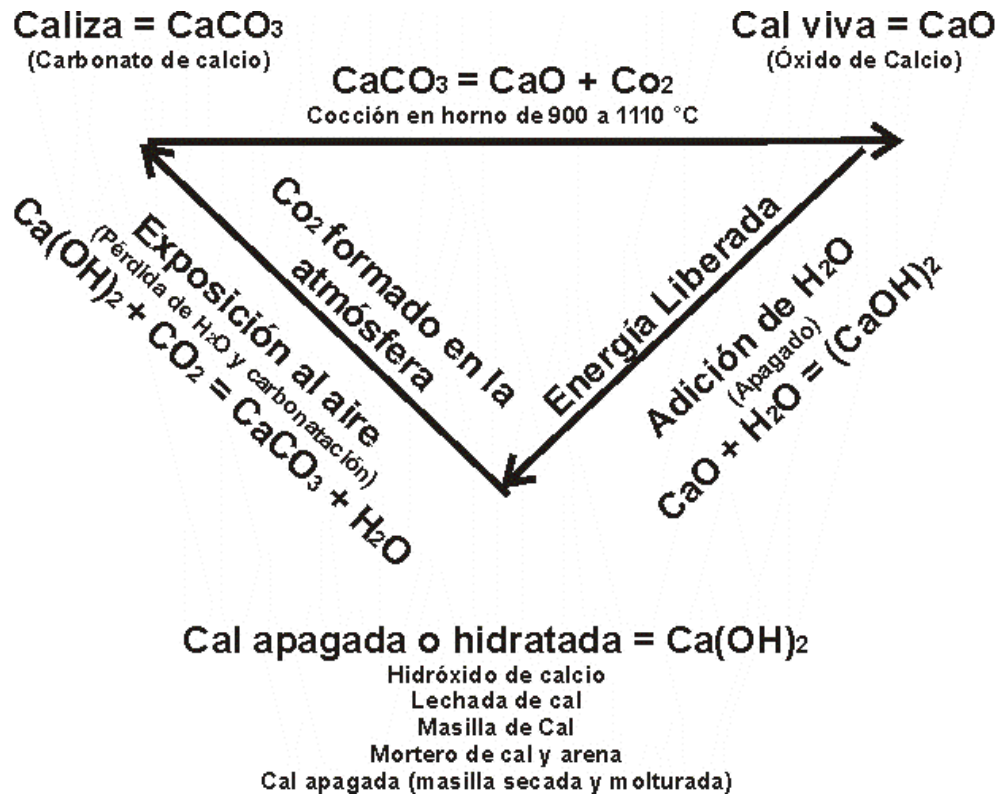 Caliza = CaCO₃
(Carbonato de calcio)
Cal viva = CaO
(Óxido de Calcio)
CaCO₃ = CaO + Co₂
Cocción en horno de 900 a 1110 °C
Co₂ formado en la
atmósfera
Exposición al aire
(Pérdida de H₂O y carbonatación)
Ca(OH)₂ + CO₂ = CaCO₃ + H₂O
Energía Liberada
Adición de H₂O
(Apagado)
CaO + H₂O = (CaOH)₂
Cal apagada o hidratada = Ca(OH)₂
Hidróxido de calcio
Lechada de cal
Masilla de Cal
Mortero de cal y arena
Cal apagada (masilla secada y molturada)